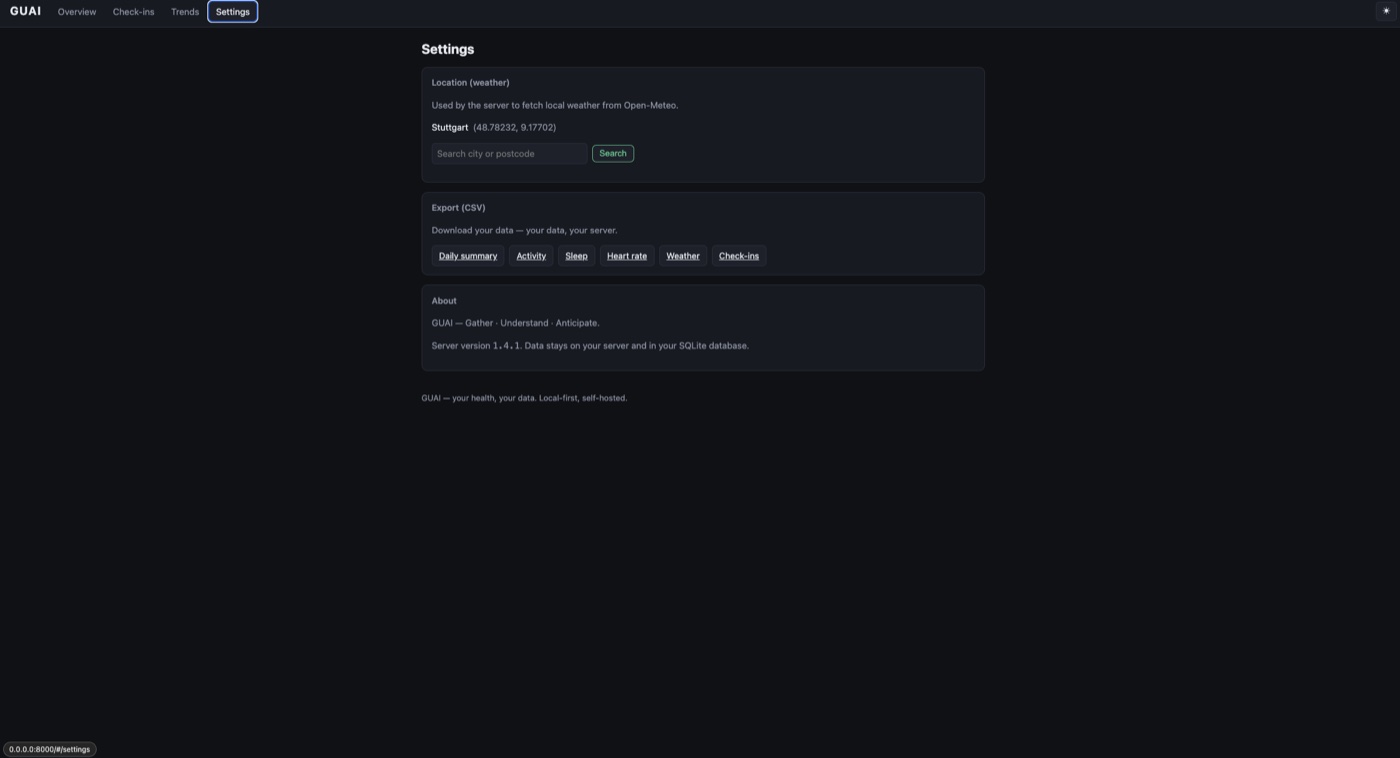 GUAI Overview Check-ins Trends Settings ☀
Settings
Location (weather)
Used by the server to fetch local weather from Open-Meteo.
Stuttgart (48.78232, 9.17702)
Search city or postcode Search
Export (CSV)
Download your data — your data, your server.
Daily summary Activity Sleep Heart rate Weather Check-ins
About
GUAI — Gather · Understand · Anticipate.
Server version 1.4.1. Data stays on your server and in your SQLite database.
GUAI — your health, your data. Local-first, self-hosted.
0.0.0.0:8000/#/settings